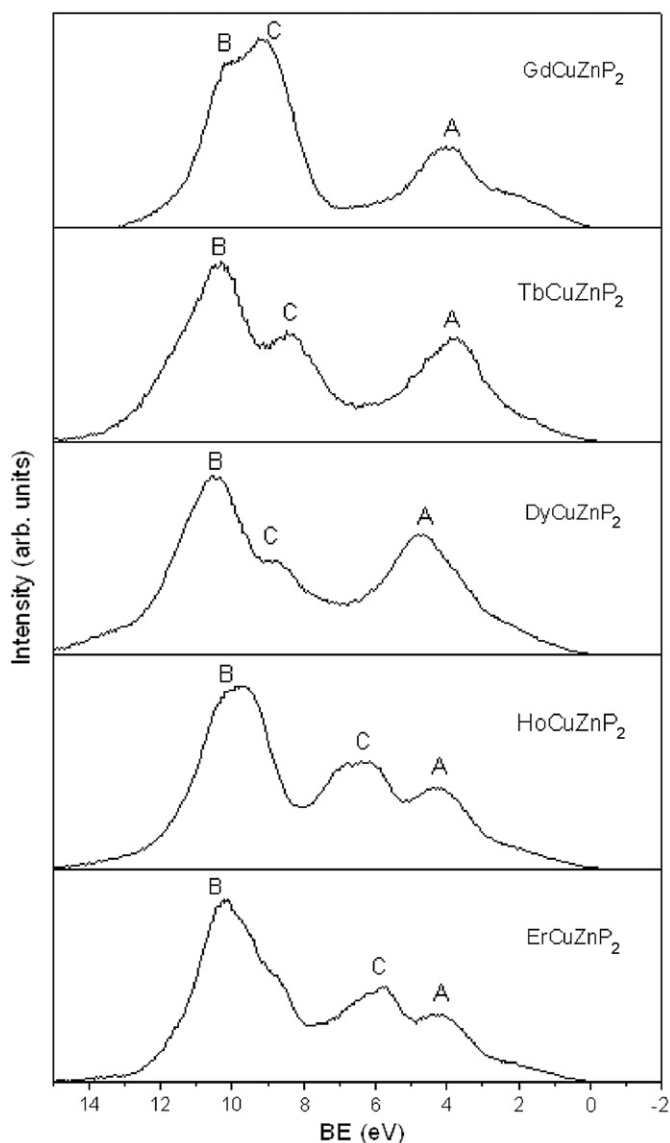 B C
GdCuZnP₂
A
B
TbCuZnP₂
C
A
B
DyCuZnP₂
C
A
B
HoCuZnP₂
C
A
B
ErCuZnP₂
C
A
Intensity (arb. units)
14 12 10 8 6 4 2 0 -2
BE (eV)